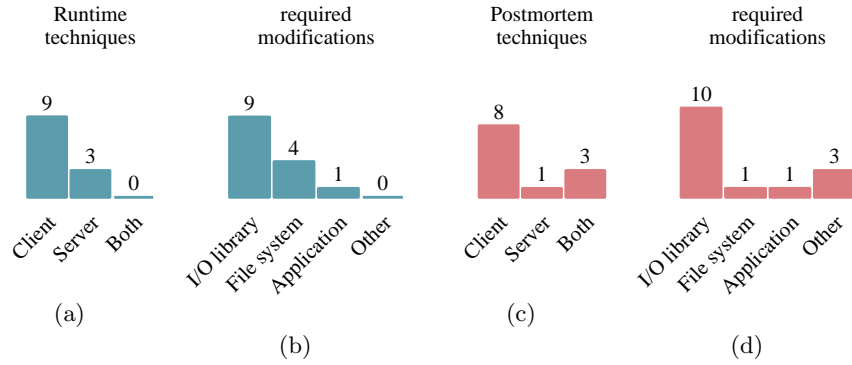 Runtime
techniques
9
3
0
Client
Server
Both
(a)
required
modifications
9
4
1
0
I/O library
File system
Application
Other
(b)
Postmortem
techniques
8
1
3
Client
Server
Both
(c)
required
modifications
10
1
1
3
I/O library
File system
Application
Other
(d)